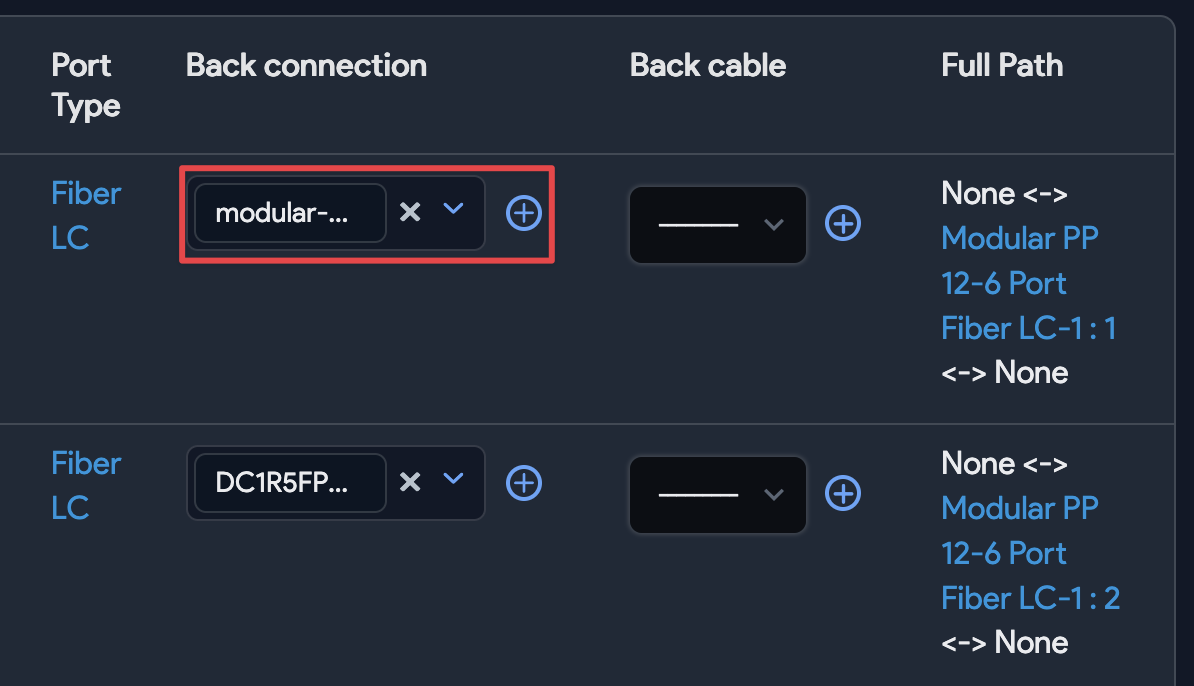 Port Type
Back connection
Back cable
Full Path
Fiber LC
modular-...
None <->
Modular PP
12-6 Port
Fiber LC-1 : 1
<-> None
Fiber LC
DC1R5FP...
None <->
Modular PP
12-6 Port
Fiber LC-1 : 2
<-> None